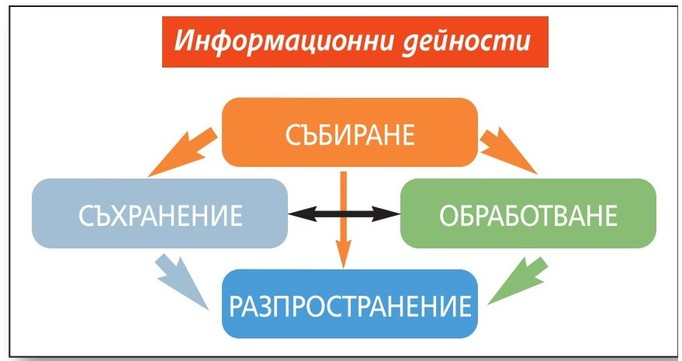 Информационни дейности
СЪБИРАНЕ
СЪХРАНЕНИЕ
ОБРАБОТВАНЕ
РАЗПРОСТРАНЕНИЕ